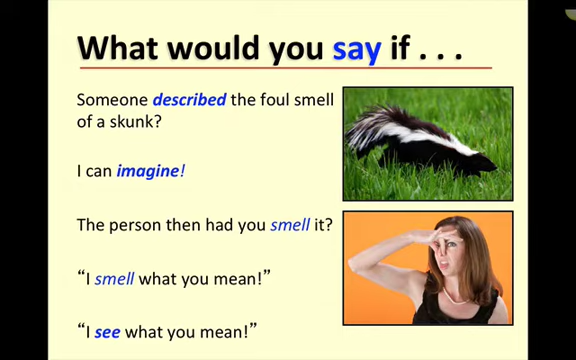 What would you say if . . .
Someone described the foul smell
of a skunk?
I can imagine!
The person then had you smell it?
“I smell what you mean!”
“I see what you mean!”